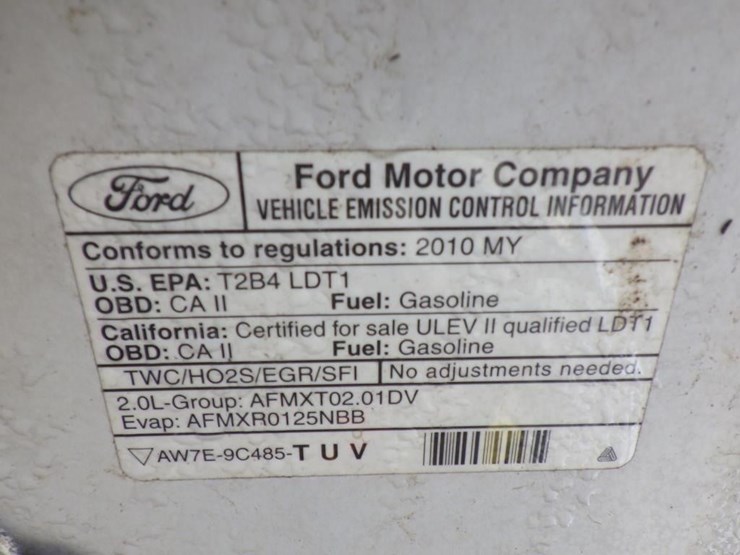 Ford
Ford Motor Company
VEHICLE EMISSION CONTROL INFORMATION
Conforms to regulations: 2010 MY
U.S. EPA: T2B4 LDT1
OBD: CA II Fuel: Gasoline
California: Certified for sale ULEV II qualified LDT1
OBD: CA II Fuel: Gasoline
TWC/HO2S/EGR/SFI No adjustments needed.
2.0L-Group: AFMXT02.01DV
Evap: AFMXR0125NBB
AW7E-9C485-T U V